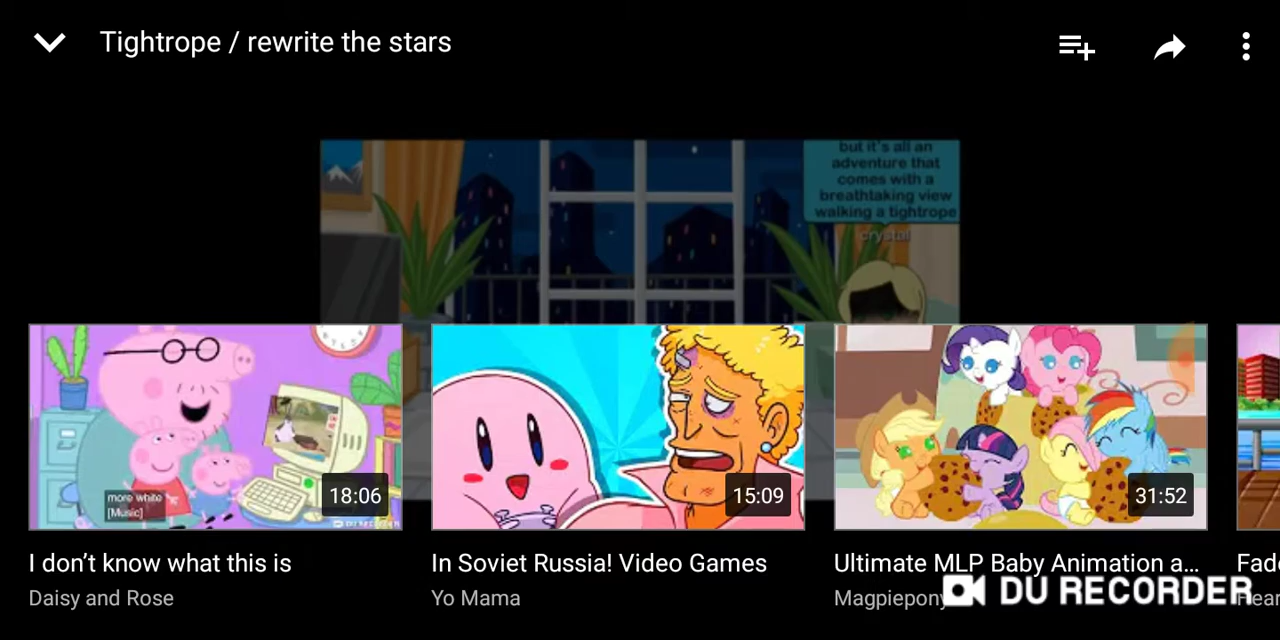 Tightrope / rewrite the stars
but it's all an
adventure that
comes with a
breathtaking view
walking a tightrope
crystal
more white
[Music]
DU RECORDER
18:06
15:09
31:52
I don't know what this is
In Soviet Russia! Video Games
Ultimate MLP Baby Animation a...
Daisy and Rose
Yo Mama
Magpiepony
DU RECORDER